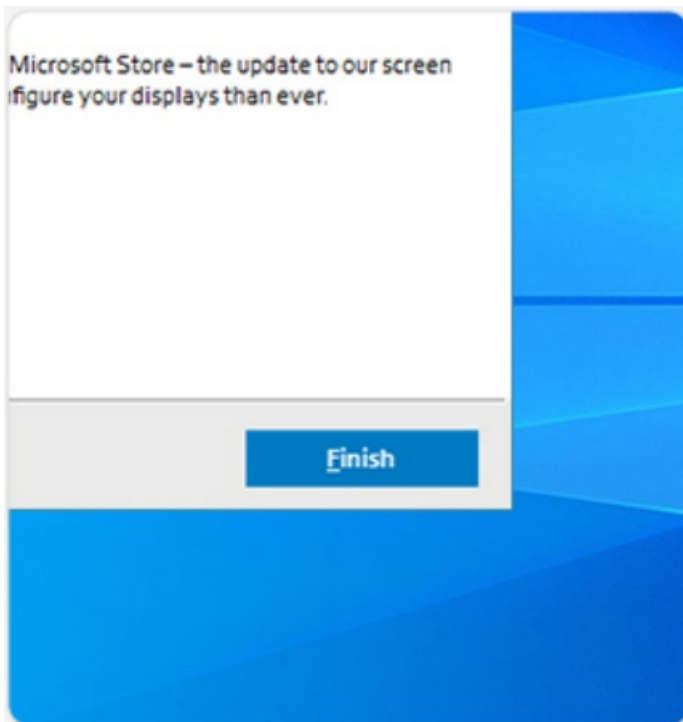 Microsoft Store – the update to our screen
figure your displays than ever.
Finish